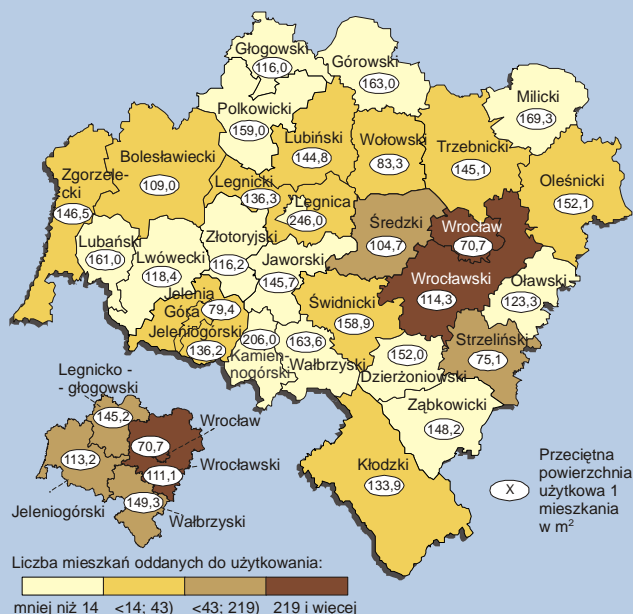 Głogowski
116,0
Górowski
163,0
Milicki
169,3
Polkowicki
159,0
Lubiński
144,8
Wołowski
83,3
Trzebnicki
145,1
Bolesławiecki
109,0
Zgorzele-
cki
146,5
Legnicki
136,3
Legnica
246,0
Oleśnicki
152,1
Średzki
104,7
Wrocław
70,7
Lubański
161,0
Lwówecki
118,4
Złotoryjski
116,2
Jaworski
145,7
Wrocławski
114,3
Oławski
123,3
Jelenia
Góra
79,4
Jeleniogórski
136,2
Świdnicki
158,9
Strzeliński
75,1
206,0
Kamien-
nogórski
163,6
Wałbrzyski
152,0
Dzierżoniowski
Ząbkowicki
148,2
Kłodzki
133,9
Legnicko -
- głogowski
145,2
Wrocław
70,7
113,2
Wrocławski
111,1
149,3
Jeleniogórski
Wałbrzyski
X
Przeciętna
powierzchnia
użytkowa 1
mieszkania
w m²
Liczba mieszkań oddanych do użytkowania:
mniej niż 14 <14; 43) <43; 219) 219 i więcej